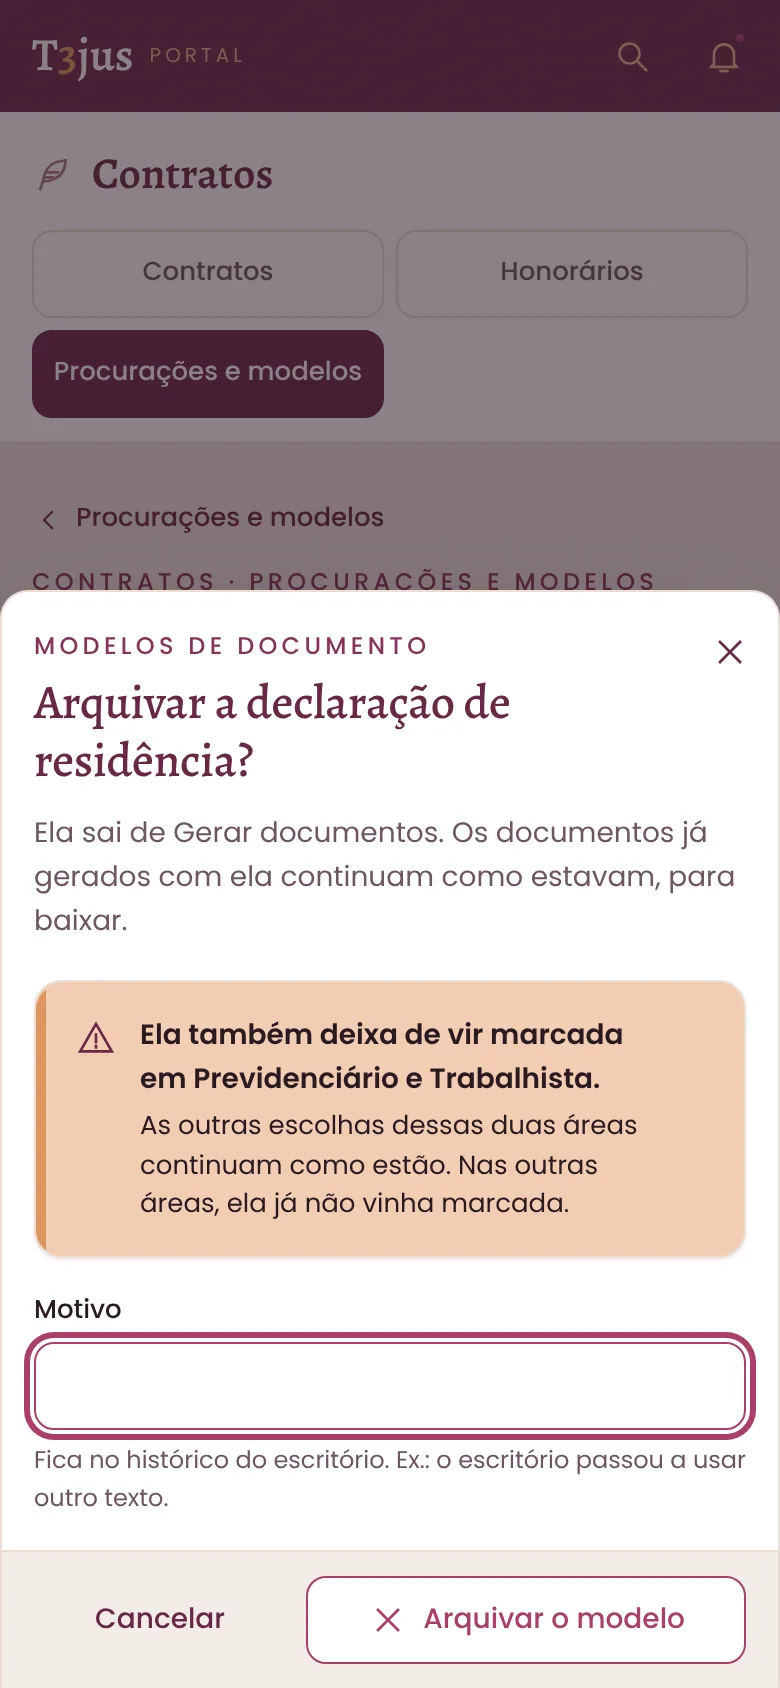 T3jus PORTAL
Contratos
Contratos
Honorários
Procurações e modelos
Procurações e modelos
CONTRATOS · PROCURAÇÕES E MODELOS
MODELOS DE DOCUMENTO
Arquivar a declaração de
residência?
Ela sai de Gerar documentos. Os documentos já
gerados com ela continuam como estavam, para
baixar.
Ela também deixa de vir marcada
em Previdenciário e Trabalhista.
As outras escolhas dessas duas áreas
continuam como estão. Nas outras
áreas, ela já não vinha marcada.
Motivo
Fica no histórico do escritório. Ex.: o escritório passou a usar
outro texto.
Cancelar
Arquivar o modelo